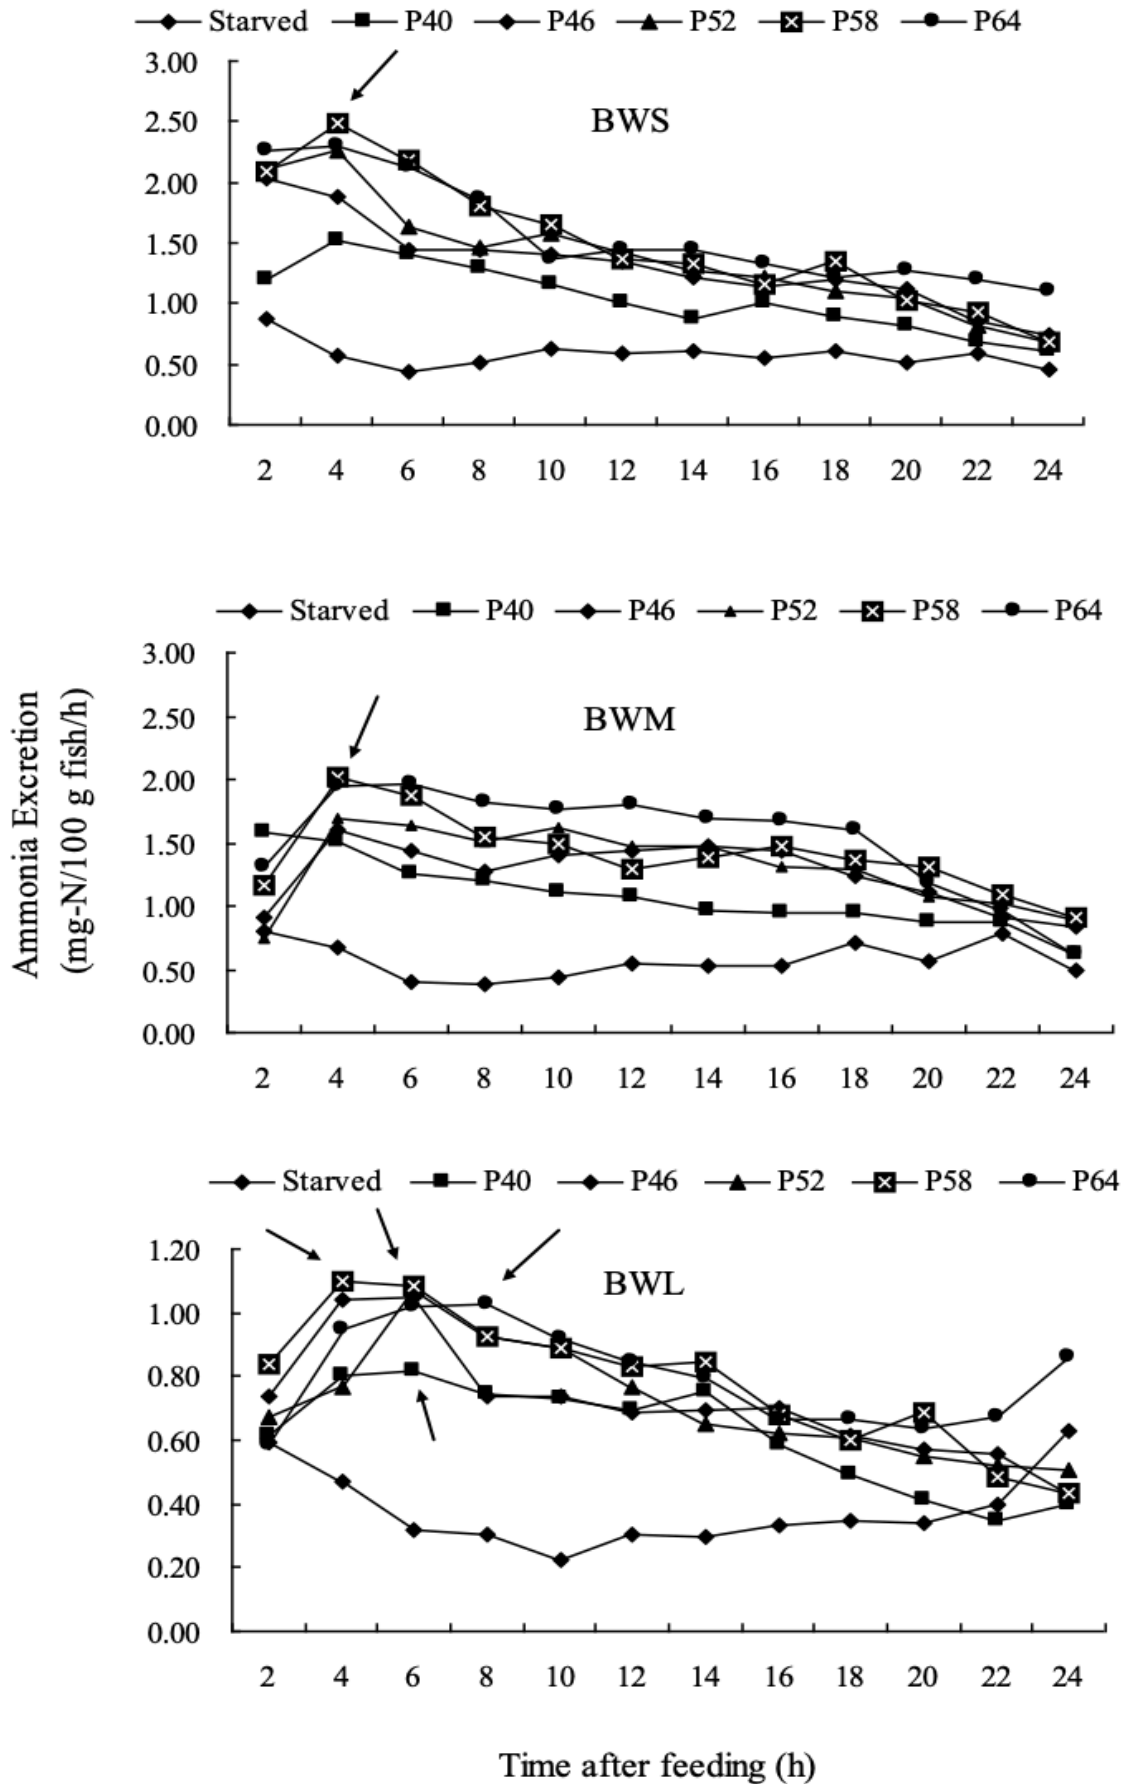 Starved P40 P46 P52 P58 P64
3.00
BWS
2.50
2.00
1.50
1.00
0.50
0.00
2 4 6 8 10 12 14 16 18 20 22 24
Ammonia Excretion
(mg-N/100 g fish/h)
Starved P40 P46 P52 P58 P64
3.00
BWM
2.50
2.00
1.50
1.00
0.50
0.00
2 4 6 8 10 12 14 16 18 20 22 24
Starved P40 P46 P52 P58 P64
1.20
BWL
1.00
0.80
0.60
0.40
0.20
0.00
2 4 6 8 10 12 14 16 18 20 22 24
Time after feeding (h)